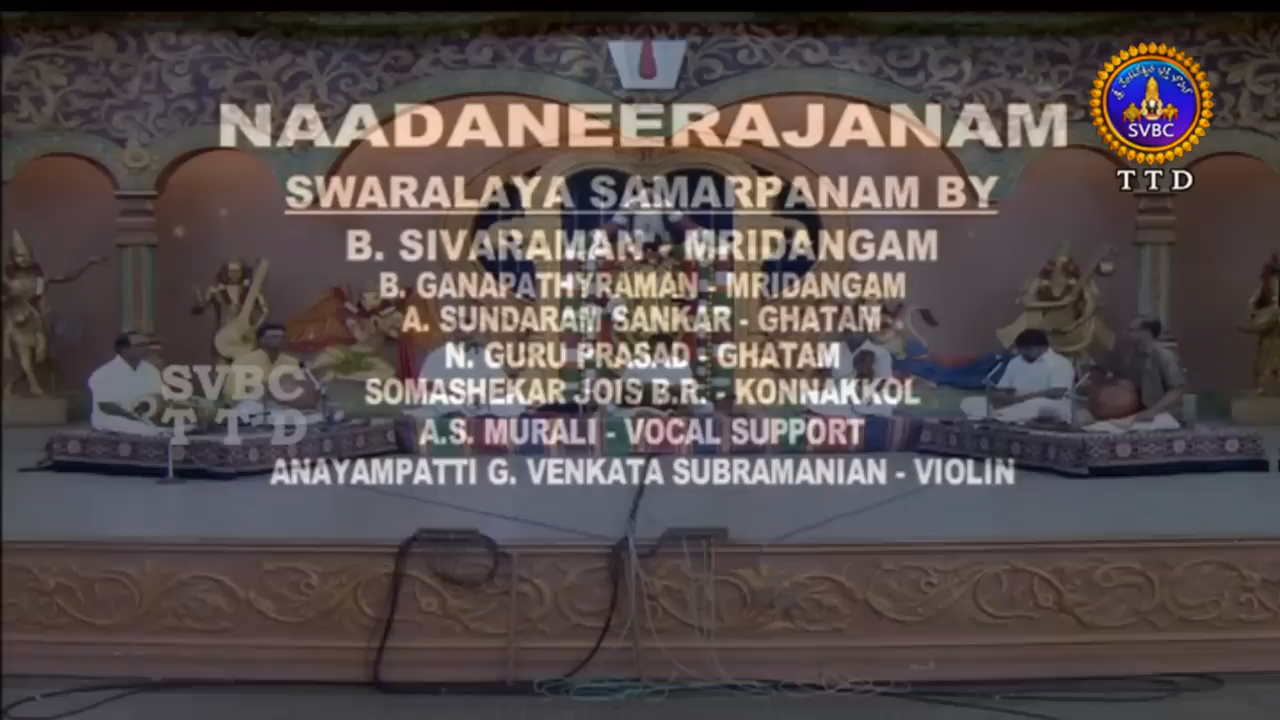 NAADANEERAJANAM
SWARALAYA SAMARPANAM BY
B. SIVARAMAN - MRIDANGAM
B. GANAPATHYRAMAN - MRIDANGAM
A. SUNDARAM SANKAR - GHATAM
N. GURU PRASAD - GHATAM
SOMASHEKAR JOIS B.R. - KONNAKKOL
A.S. MURALI - VOCAL SUPPORT
ANAYAMPATTI G. VENKATA SUBRAMANIAN - VIOLIN
SVBC
TTD
SVBC
TTD